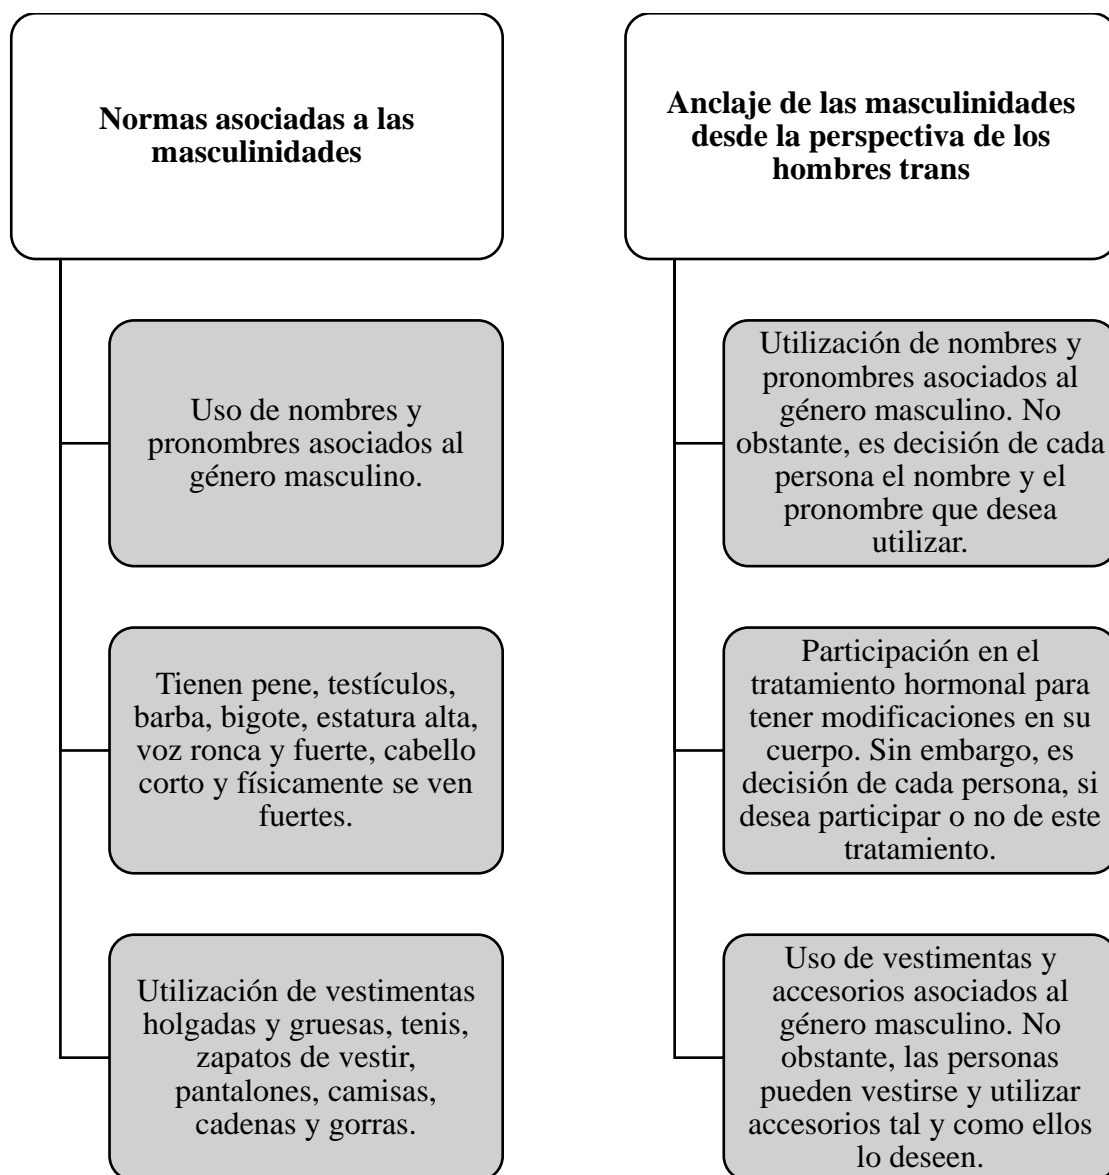 Normas asociadas a las
masculinidades
Uso de nombres y
pronombres asociados al
género masculino.
Tienen pene, testículos,
barba, bigote, estatura alta,
voz ronca y fuerte, cabello
corto y físicamente se ven
fuertes.
Utilización de vestimentas
holgadas y gruesas, tenis,
zapatos de vestir,
pantalones, camisas,
cadenas y gorras.
Anclaje de las masculinidades
desde la perspectiva de los
hombres trans
Utilización de nombres y
pronombres asociados al
género masculino. No
obstante, es decisión de cada
persona el nombre y el
pronombre que desea
utilizar.
Participación en el
tratamiento hormonal para
tener modificaciones en su
cuerpo. Sin embargo, es
decisión de cada persona, si
desea participar o no de este
tratamiento.
Uso de vestimentas y
accesorios asociados al
género masculino. No
obstante, las personas
pueden vestirse y utilizar
accesorios tal y como ellos
lo deseen.